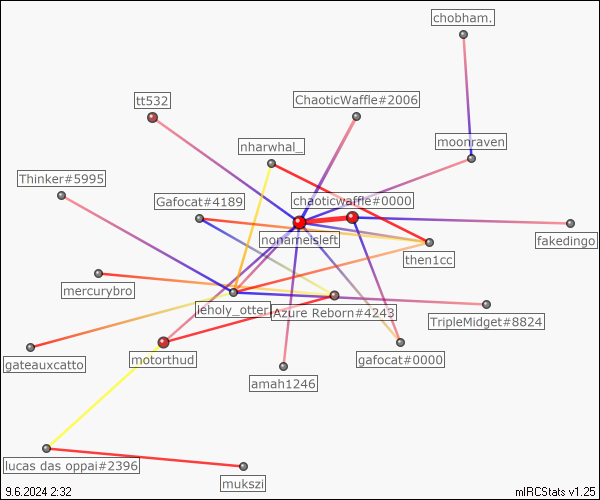 chobham.
tt532
ChaoticWaffle#2006
moonraven
nharwhal_
Thinker#5995
Gafocat#4189
chaoticwaffle#0000
nonameisleft
fakedingo
then1cc
mercurybro
leholy_otter
Azure Reborn#4243
TripleMidget#8824
gateauxcatto
motorthud
gafocat#0000
amah1246
lucas das oppai#2396
mukszi
9.6.2024 2:32
mIRCStats v1.25